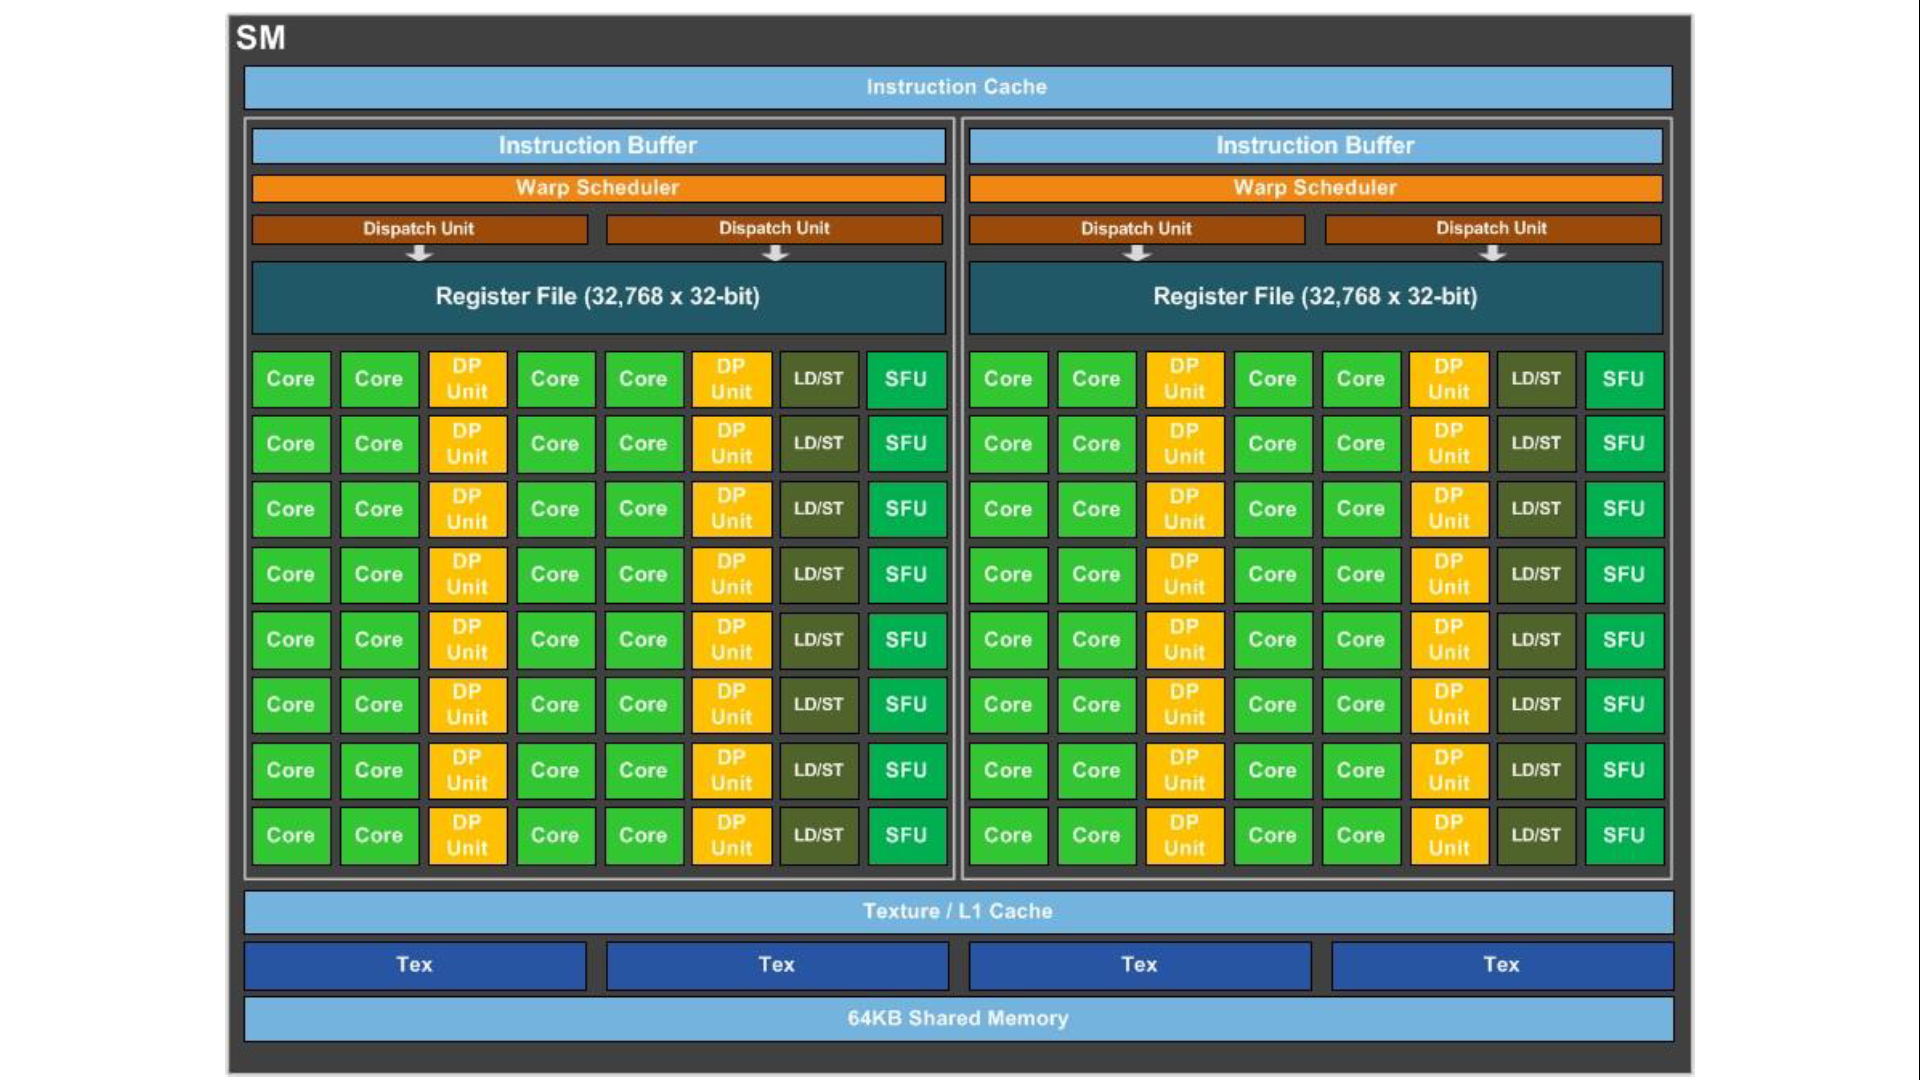 SM
Instruction Cache
Instruction Buffer Instruction Buffer
Warp Scheduler Warp Scheduler
Dispatch Unit Dispatch Unit Dispatch Unit Dispatch Unit
Register File (32,768 x 32-bit) Register File (32,768 x 32-bit)
Core Core DP Unit Core Core DP Unit LD/ST SFU Core Core DP Unit Core Core DP Unit LD/ST SFU
Core Core DP Unit Core Core DP Unit LD/ST SFU Core Core DP Unit Core Core DP Unit LD/ST SFU
Core Core DP Unit Core Core DP Unit LD/ST SFU Core Core DP Unit Core Core DP Unit LD/ST SFU
Core Core DP Unit Core Core DP Unit LD/ST SFU Core Core DP Unit Core Core DP Unit LD/ST SFU
Core Core DP Unit Core Core DP Unit LD/ST SFU Core Core DP Unit Core Core DP Unit LD/ST SFU
Core Core DP Unit Core Core DP Unit LD/ST SFU Core Core DP Unit Core Core DP Unit LD/ST SFU
Core Core DP Unit Core Core DP Unit LD/ST SFU Core Core DP Unit Core Core DP Unit LD/ST SFU
Core Core DP Unit Core Core DP Unit LD/ST SFU Core Core DP Unit Core Core DP Unit LD/ST SFU
Texture / L1 Cache
Tex Tex Tex Tex
64KB Shared Memory